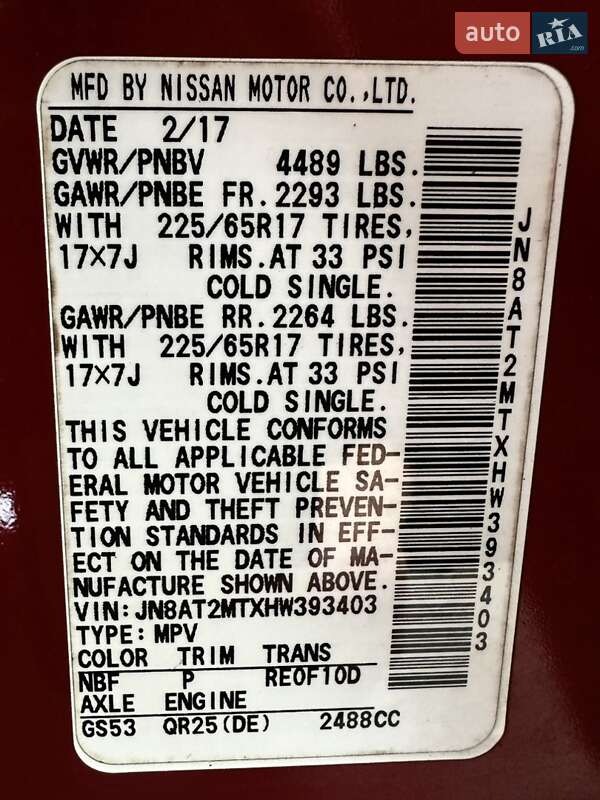 auto RIA.com
MFD BY NISSAN MOTOR CO.,LTD.
DATE 2/17
GVWR/PNBV 4489 LBS.
GAWR/PNBE FR.2293 LBS.
WITH 225/65R17 TIRES,
17×7J RIMS.AT 33 PSI
COLD SINGLE.
GAWR/PNBE RR.2264 LBS.
WITH 225/65R17 TIRES,
17×7J RIMS.AT 33 PSI
COLD SINGLE.
THIS VEHICLE CONFORMS
TO ALL APPLICABLE FED-
ERAL MOTOR VEHICLE SA-
FETY AND THEFT PREVEN-
TION STANDARDS IN EFF-
ECT ON THE DATE OF MA-
NUFACTURE SHOWN ABOVE.
VIN:JN8AT2MTXHW393403
TYPE:MPV
COLOR TRIM TRANS
NBF P RE0F10D
AXLE ENGINE
GS53 QR25(DE) 2488CC
JN8AT2MTXHW393403